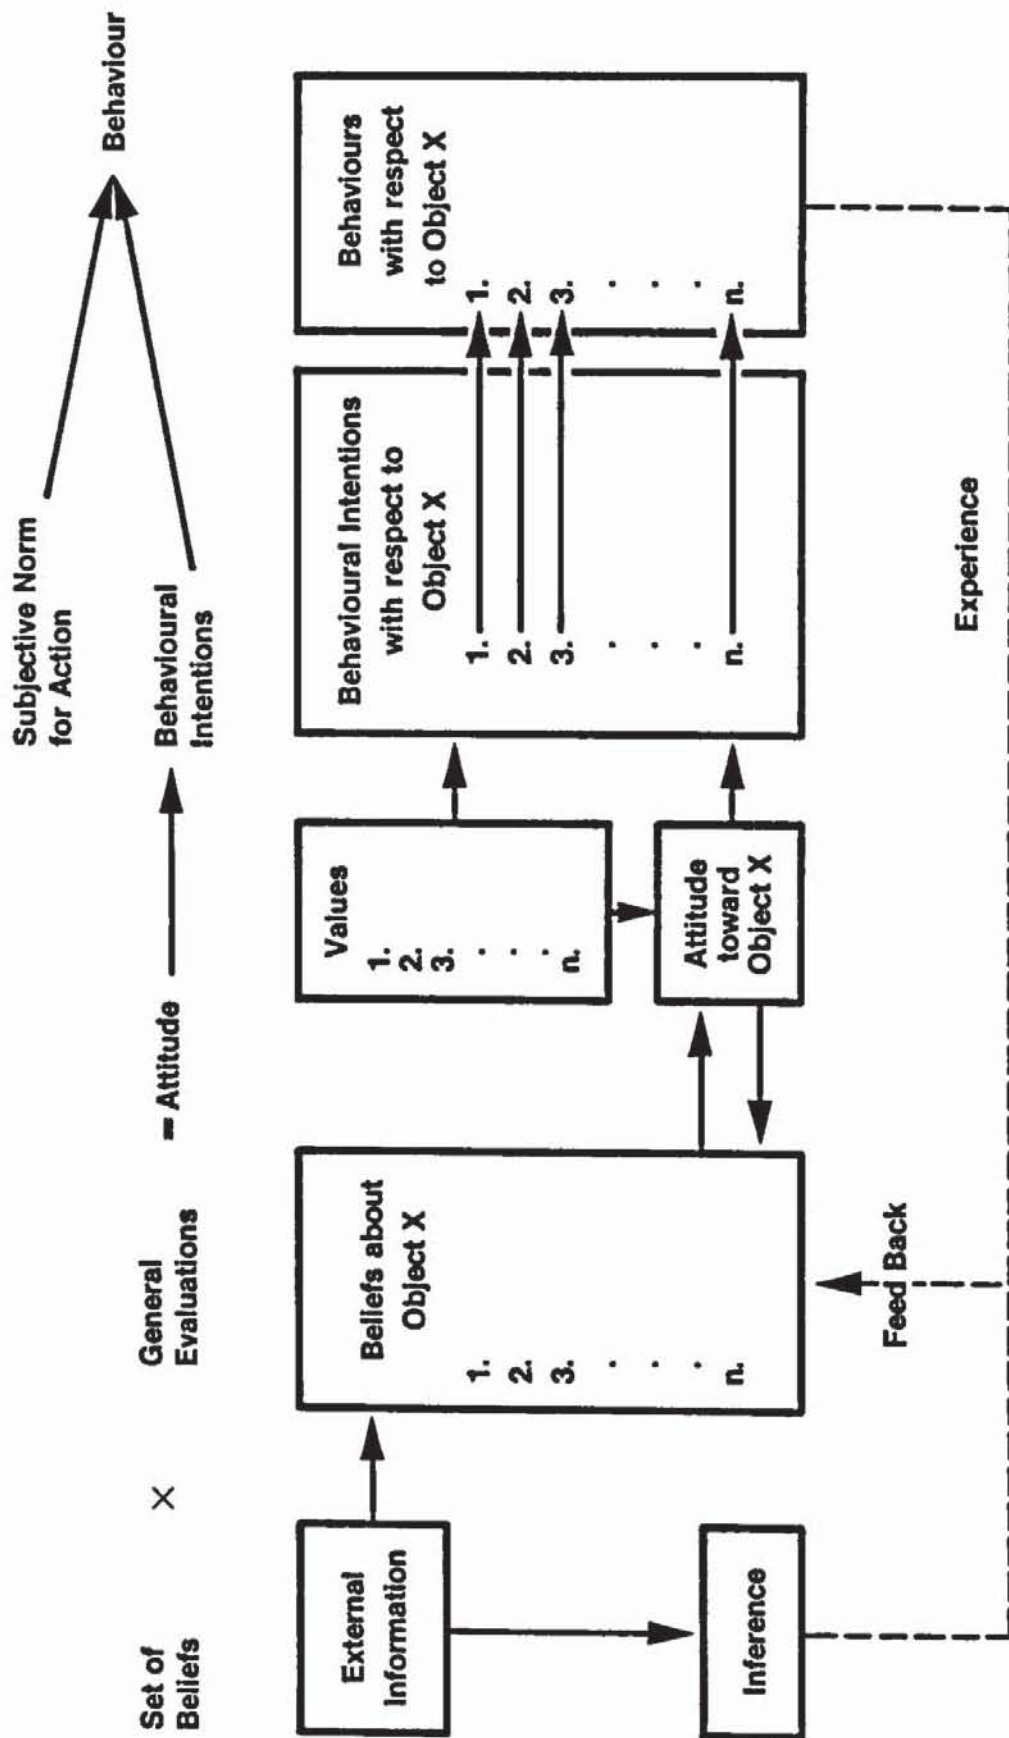 Subjective Norm
for Action
Set of
Beliefs
×
General
Evaluations
= Attitude
Behavioural
Intentions
Behaviour
External
Information
Inference
Beliefs about
Object X
1.
2.
3.
.
.
.
n.
Values
1.
2.
3.
.
.
.
n.
Attitude
toward
Object X
Behavioural Intentions
with respect to
Object X
1.
2.
3.
.
.
.
n.
Behaviours
with respect
to Object X
1.
2.
3.
.
.
.
n.
Feed Back
Experience